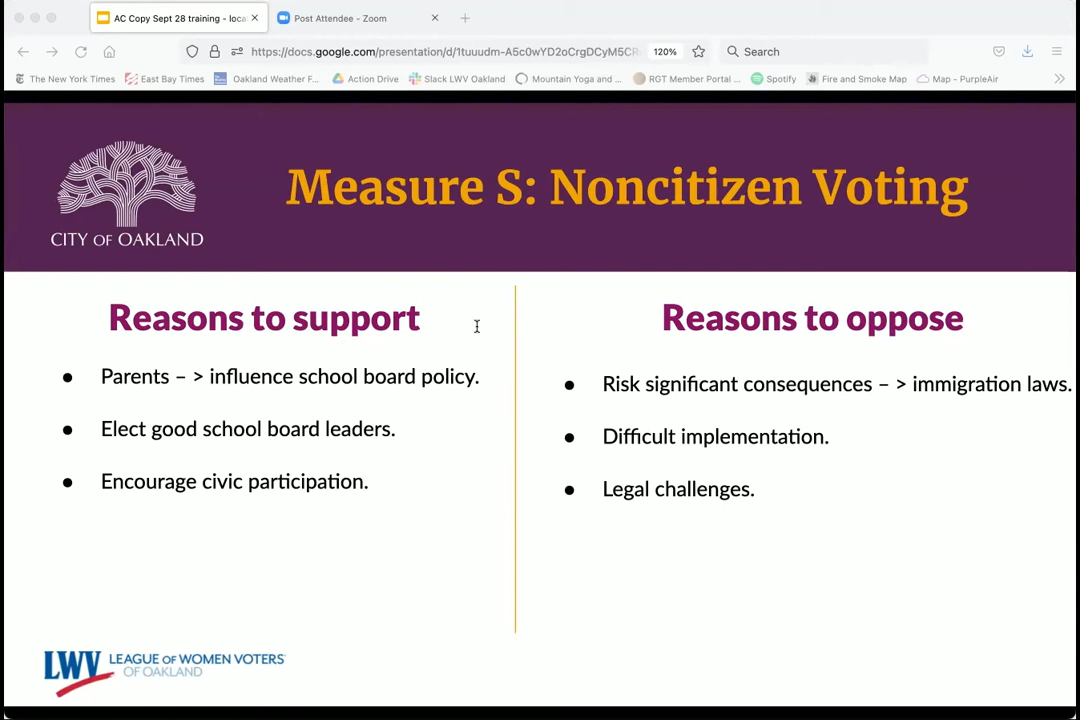 AC Copy Sept 28 training - loca
Post Attendee - Zoom
https://docs.google.com/presentation/d/1tuuudm-A5c0wYD2oCrgDCyM5CR
120%
Search
The New York Times
East Bay Times
Oakland Weather F...
Action Drive
Slack LWV Oakland
Mountain Yoga and ...
RGT Member Portal ...
Spotify
Fire and Smoke Map
Map - PurpleAir
CITY OF OAKLAND
Measure S: Noncitizen Voting
Reasons to support
● Parents – > influence school board policy.
● Elect good school board leaders.
● Encourage civic participation.
Reasons to oppose
● Risk significant consequences – > immigration laws.
● Difficult implementation.
● Legal challenges.
LWV
LEAGUE OF WOMEN VOTERS®
OF OAKLAND